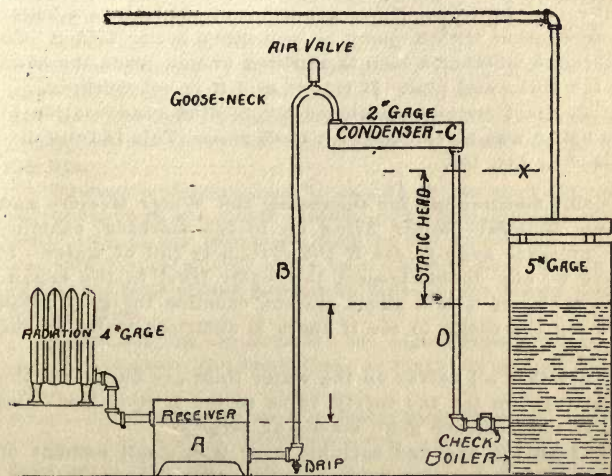 AIR VALVE
GOOSE-NECK
2" GAGE
CONDENSER-C
X
STATIC HEAD
5" GAGE
B
RADIATION 4" GAGE
D
RECEIVER
A
CHECK
BOILER
DRIP